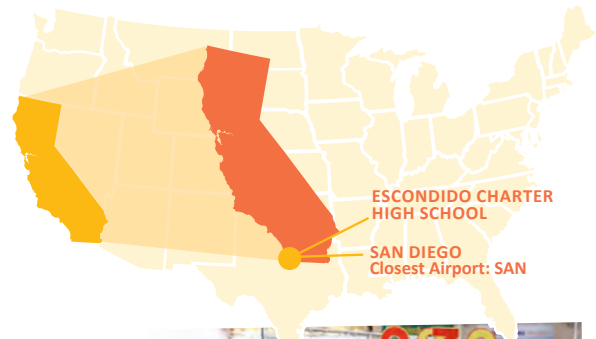 ESCONDIDO CHARTER
HIGH SCHOOL
SAN DIEGO
Closest Airport: SAN